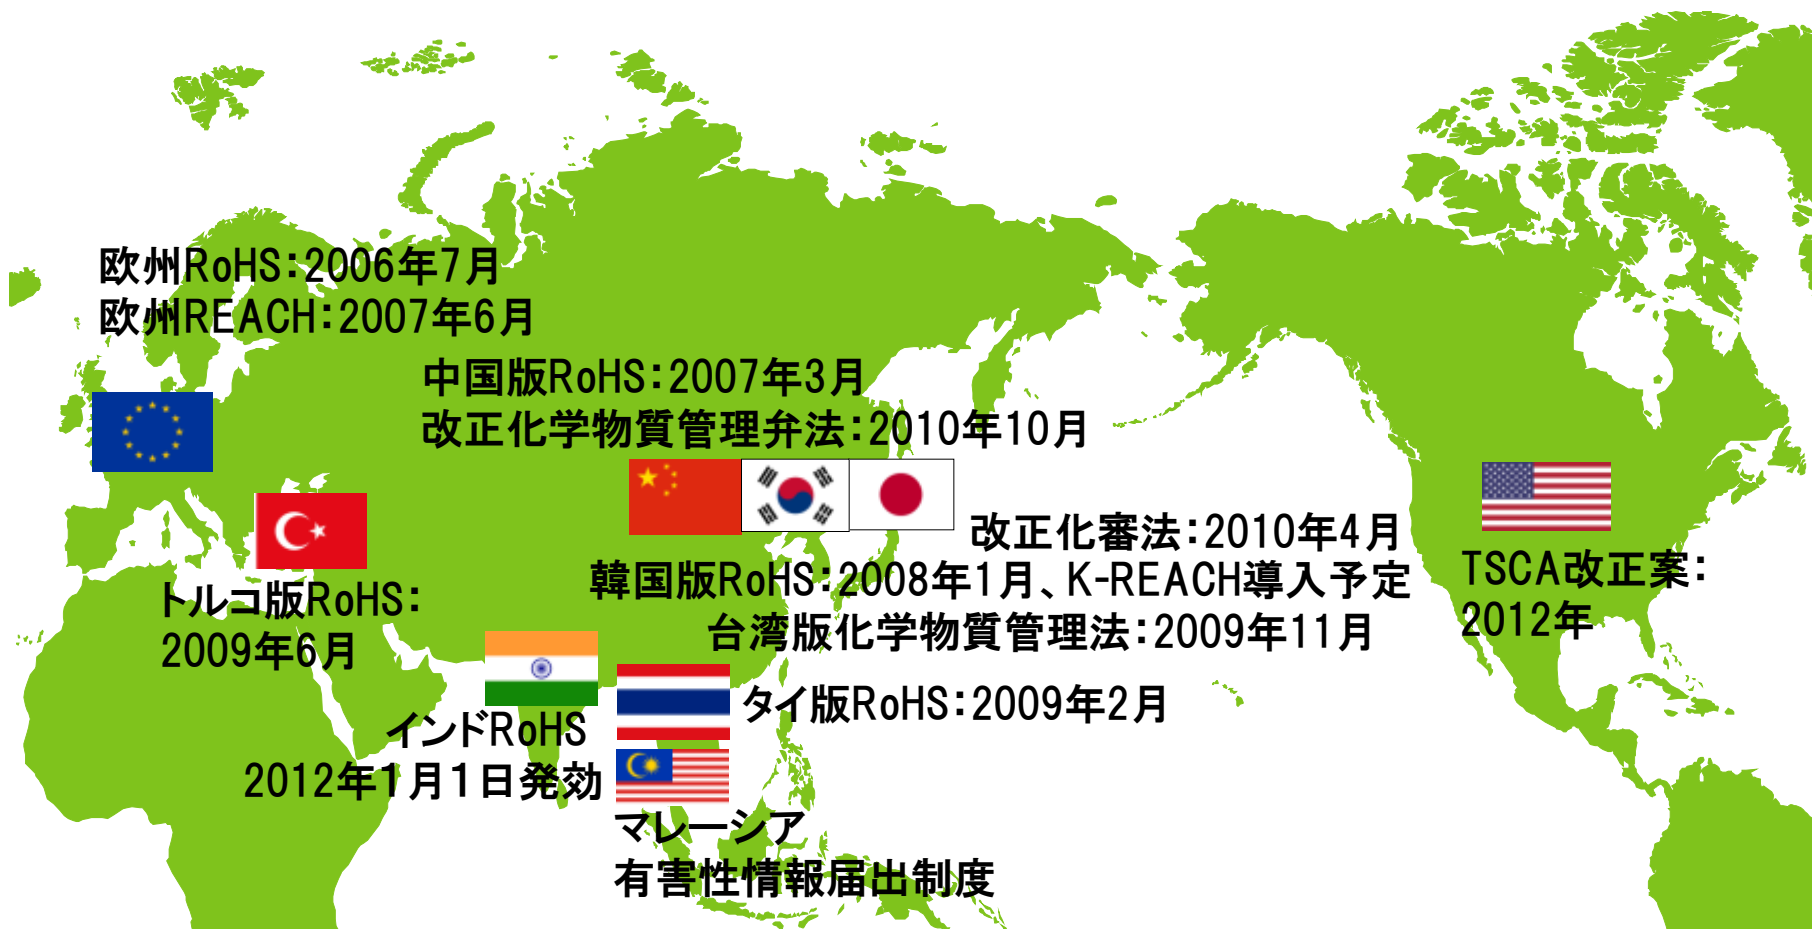 欧州RoHS:2006年7月
欧州REACH:2007年6月
中国版RoHS:2007年3月
改正化学物質管理弁法:2010年10月
改正化審法:2010年4月
韓国版RoHS:2008年1月、K-REACH導入予定
台湾版化学物質管理法:2009年11月
TSCA改正案:
2012年
トルコ版RoHS:
2009年6月
タイ版RoHS:2009年2月
インドRoHS
2012年1月1日発効
マレーシア
有害性情報届出制度